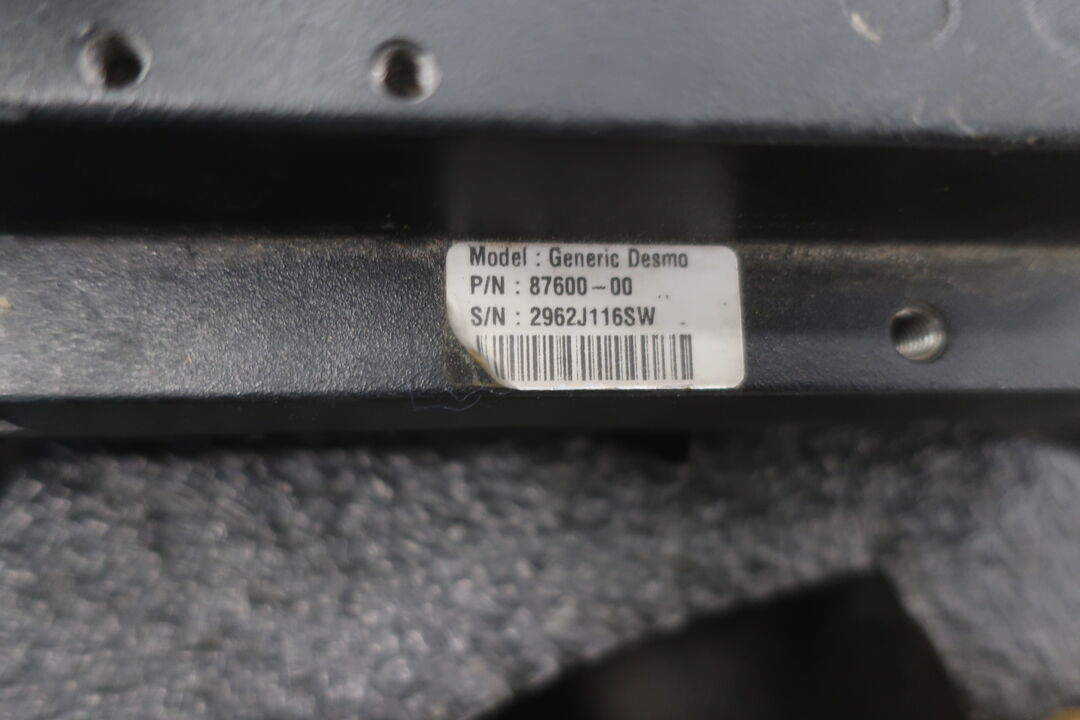 Model : Generic Desmo
P/N : 87600-00
S/N : 2962J116SW